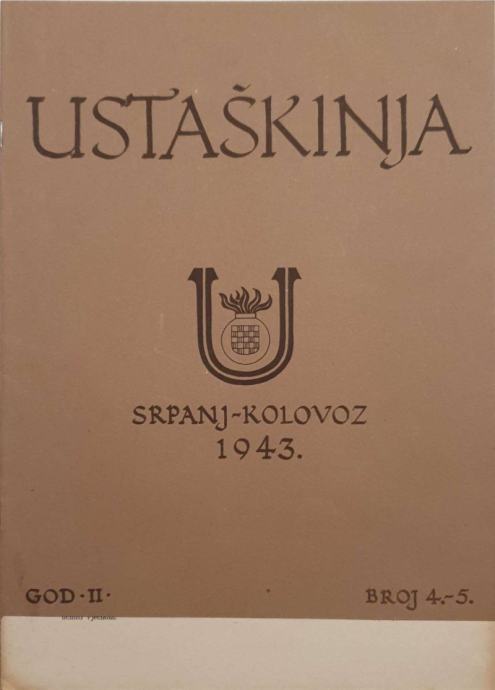 USTAŠKINJA
U
SRPANJ-KOLOVOZ
1943.
GOD·II·
BROJ 4.-5.